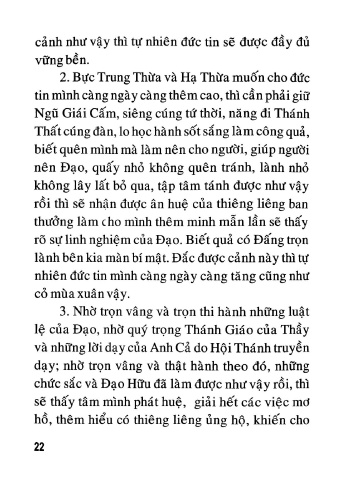 cảnh như vậy thì tự nhiên đức tin sẽ được đầy đủ
vững bền.
2. Bực Trung Thừa và Hạ Thừa muốn cho đức
tin mình càng ngày càng thêm cao, thì cần phải giữ
Ngũ Giái Cấm, siêng cúng tứ thời, năng đi Thánh
Thất cúng đàn, lo học hành sốt sắng làm công quả,
biết quên mình mà làm nên cho người, giúp người
nên Đạo, quấy nhỏ không quên tránh, lành nhỏ
không lây lất bỏ qua, tập tâm tánh được như vậy
rồi thì sẽ nhận được ân huệ của thiêng liêng ban
thưởng làm cho mình thêm minh mẫn lần sẽ thấy
rõ sự linh nghiệm của Đạo. Biết quả có Đấng trọn
lành bên kia màn bí mật. Đắc được cảnh này thì tự
nhiên đức tin mình càng ngày càng tăng cũng như
cỏ mùa xuân vậy.
3. Nhờ trọn vâng và trọn thi hành những luật
lệ của Đạo, nhờ quý trọng Thánh Giáo của Thầy
và những lời dạy của Anh Cả do Hội Thánh truyền
dạy; nhờ trọn vâng và thật hành theo đó, những
chức sắc và Đạo Hữu đã làm được như vậy rồi, thì
sẽ thấy tâm mình phát huệ, giải hết các việc mơ
hồ, thêm hiểu có thiêng liêng ủng hộ, khiến cho
22